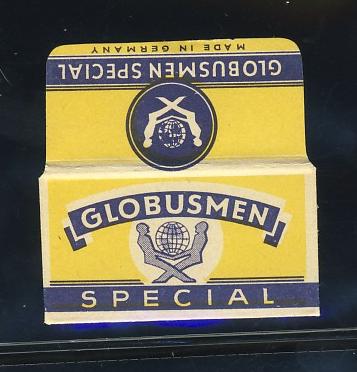 MADE IN GERMANY
GLOBUSMEN SPECIAL
GLOBUSMEN
SPECIAL